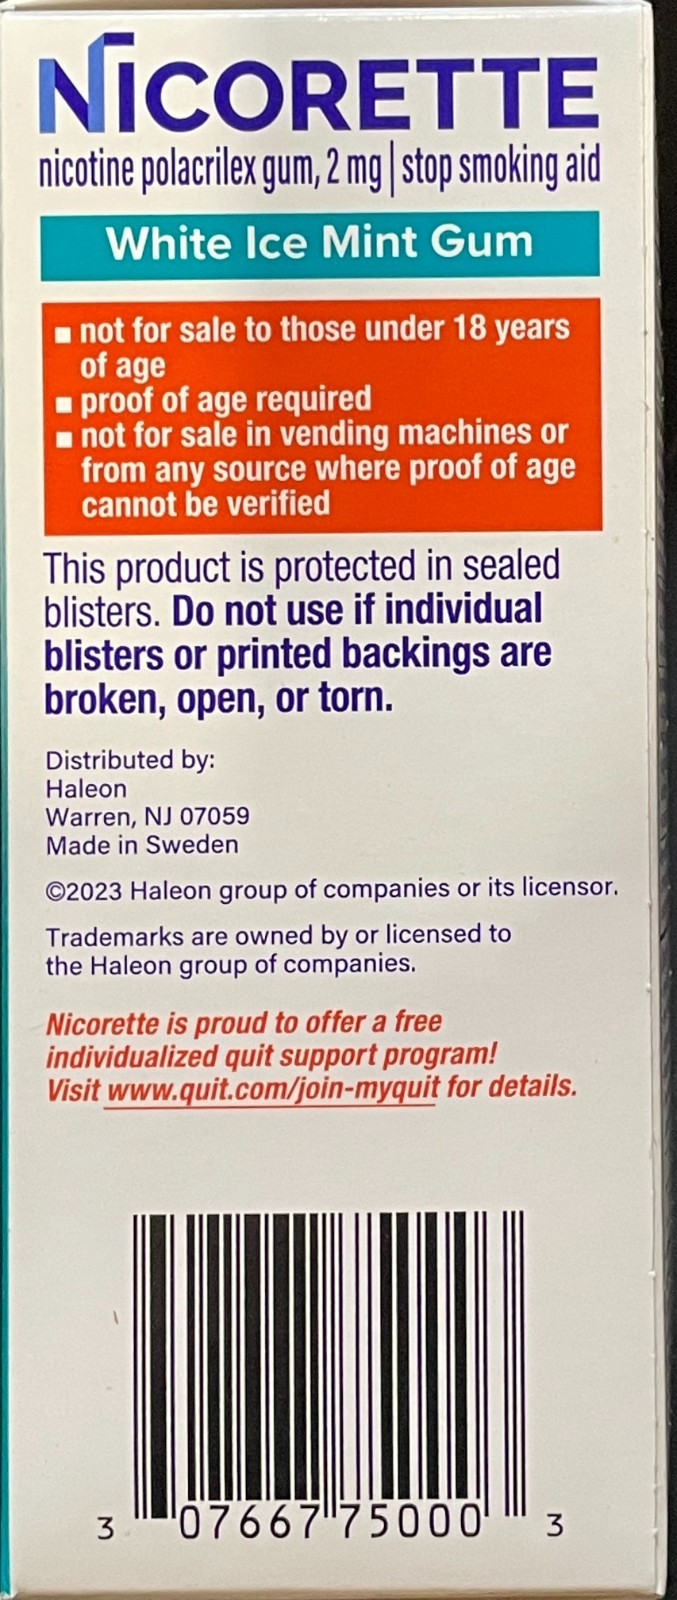 NICORETTE
nicotine polacrilex gum, 2 mg | stop smoking aid
White Ice Mint Gum
▪ not for sale to those under 18 years
of age
▪ proof of age required
▪ not for sale in vending machines or
from any source where proof of age
cannot be verified
This product is protected in sealed
blisters. Do not use if individual
blisters or printed backings are
broken, open, or torn.
Distributed by:
Haleon
Warren, NJ 07059
Made in Sweden
©2023 Haleon group of companies or its licensor.
Trademarks are owned by or licensed to
the Haleon group of companies.
Nicorette is proud to offer a free
individualized quit support program!
Visit www.quit.com/join-myquit for details.
3 07667 75000 3